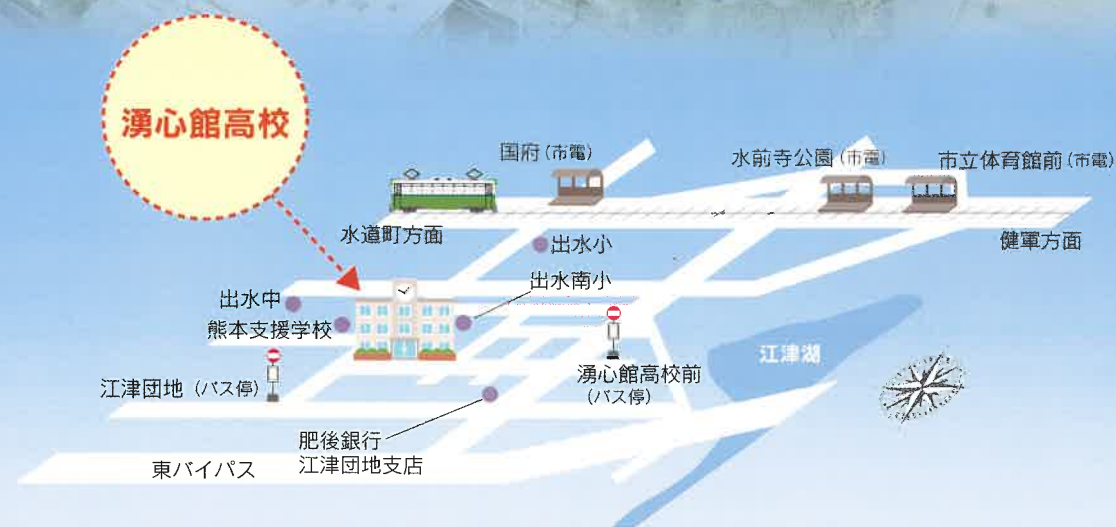 湧心館高校
国府(市電)
水前寺公園(市電)
市立体育館前(市電)
水道町方面
健軍方面
出水小
出水南小
出水中
熊本支援学校
江津湖
江津団地(バス停)
湧心館高校前
(バス停)
肥後銀行
江津団地支店
東バイパス